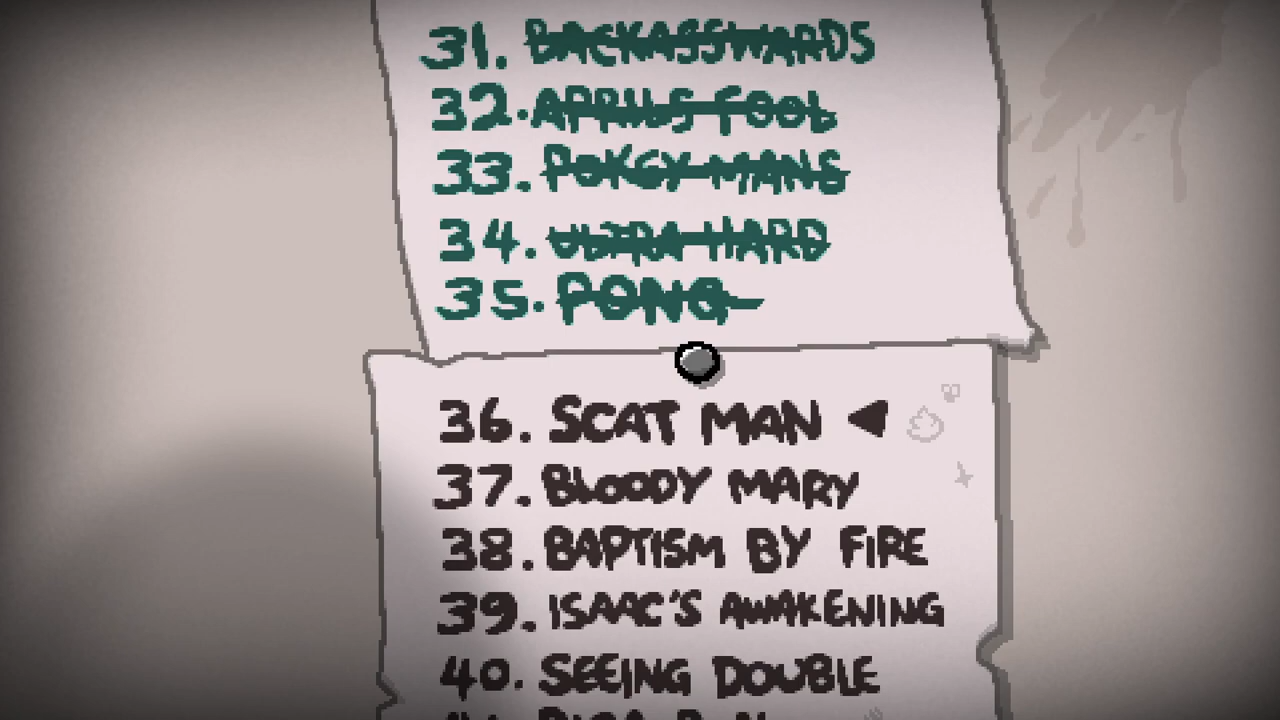 31. BACKASSWARDS
32. APRIL'S FOOL
33. POKEY MANS
34. ULTRA HARD
35. PONG
36. SCAT MAN
37. BLOODY MARY
38. BAPTISM BY FIRE
39. ISAAC'S AWAKENING
40. SEEING DOUBLE